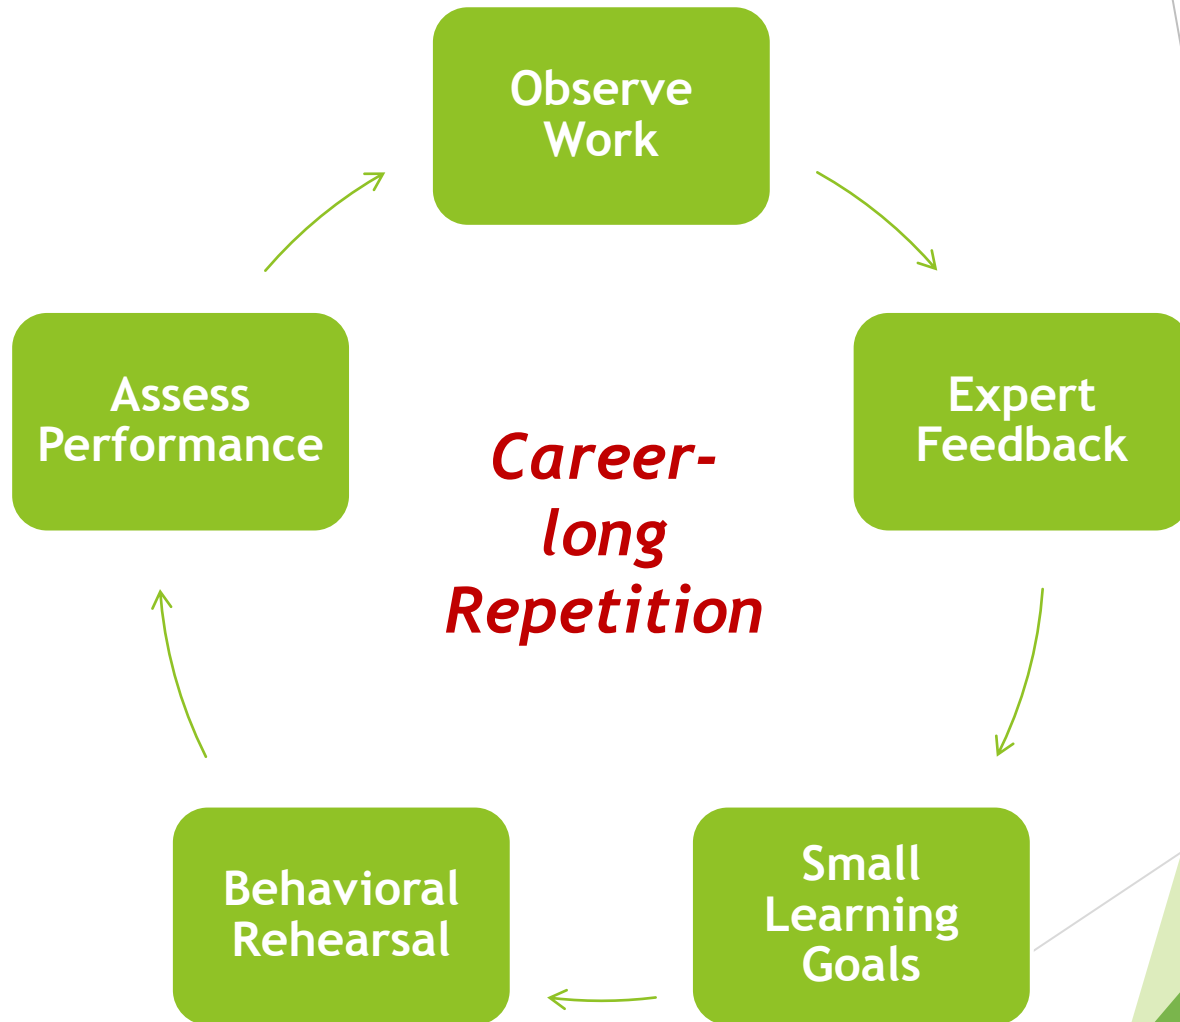 Observe
Work
Expert
Feedback
Small
Learning
Goals
Behavioral
Rehearsal
Assess
Performance
Career-
long
Repetition